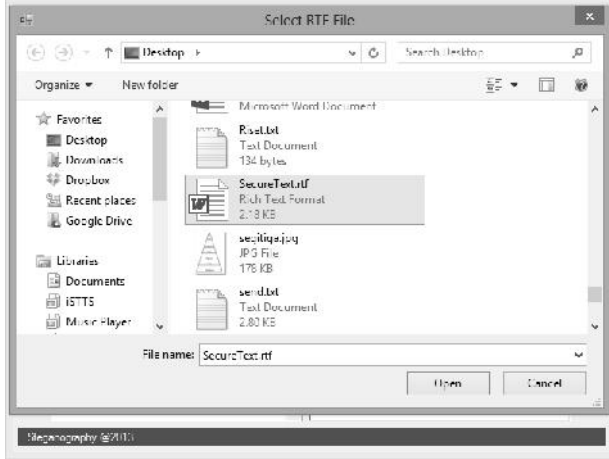 Select RTF File
Desktop
Search Desktop
Organize
New folder
Favorites
Desktop
Downloads
Dropbox
Recent places
Google Drive
Libraries
Documents
iSTTS
Music Player
Microsoft Word Document
Riset.txt
Text Document
134 bytes
SecureText.rtf
Rich Text Format
2.18 KB
segitiga.jpg
JPG File
178 KB
send.txt
Text Document
2.80 KB
File name: SecureText.rtf
Open
Cancel
Steganography @2013